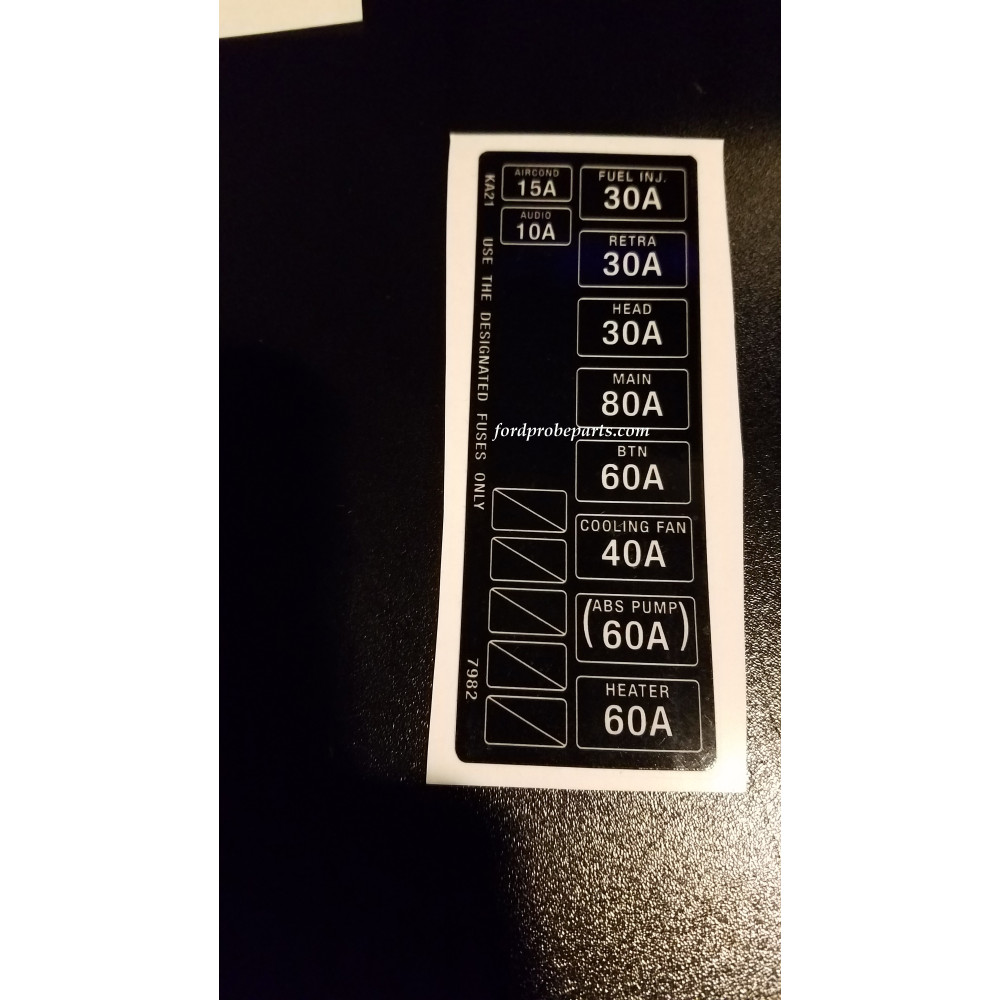 KA21 USE THE DESIGNATED FUSES ONLY 7982
AIRCOND
15A
AUDIO
10A
FUEL INJ.
30A
RETRA
30A
HEAD
30A
MAIN
80A
fordprobeparts.com
BTN
60A
COOLING FAN
40A
(ABS PUMP
60A)
HEATER
60A